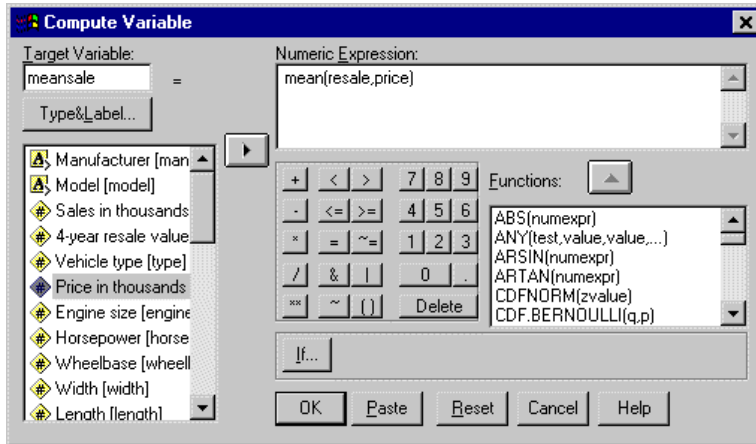 Compute Variable
Target Variable:
meansale
=
Type&Label...
Numeric Expression:
mean(resale,price)
Manufacturer [man
Model [model]
Sales in thousands
4-year resale value
Vehicle type [type]
Price in thousands
Engine size [engine
Horsepower [horse
Wheelbase [wheell
Width [width]
Length [length]
+ < > 7 8 9
- <= >= 4 5 6
* = ~= 1 2 3
/ & | 0 .
** ~ () Delete
Functions:
ABS(numexpr)
ANY(test,value,value,...)
ARSIN(numexpr)
ARTAN(numexpr)
CDFNORM(zvalue)
CDF.BERNOULLI(q,p)
If...
OK Paste Reset Cancel Help